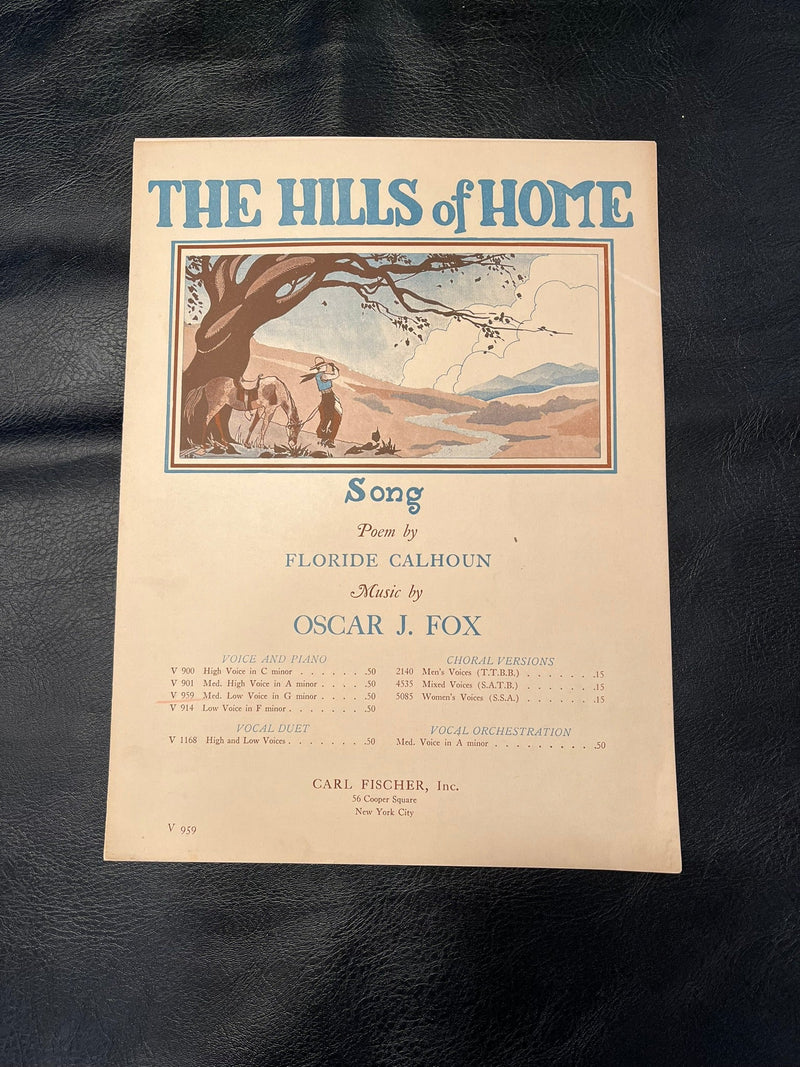 THE HILLS of HOME
Song
Poem by
FLORIDE CALHOUN
Music by
OSCAR J. FOX
VOICE AND PIANO
V 900 High Voice in C minor . . . . . . . .50
V 901 Med. High Voice in A minor . . . . .50
V 959 Med. Low Voice in G minor . . . . .50
V 914 Low Voice in F minor . . . . . . . .50
VOCAL DUET
V 1168 High and Low Voices . . . . . . . .50
CHORAL VERSIONS
2140 Men's Voices (T.T.B.B.) . . . . . . .15
4535 Mixed Voices (S.A.T.B.) . . . . . . .15
5085 Women's Voices (S.S.A.) . . . . . . .15
VOCAL ORCHESTRATION
Med. Voice in A minor . . . . . . . . . . .50
CARL FISCHER, Inc.
56 Cooper Square
New York City
V 959